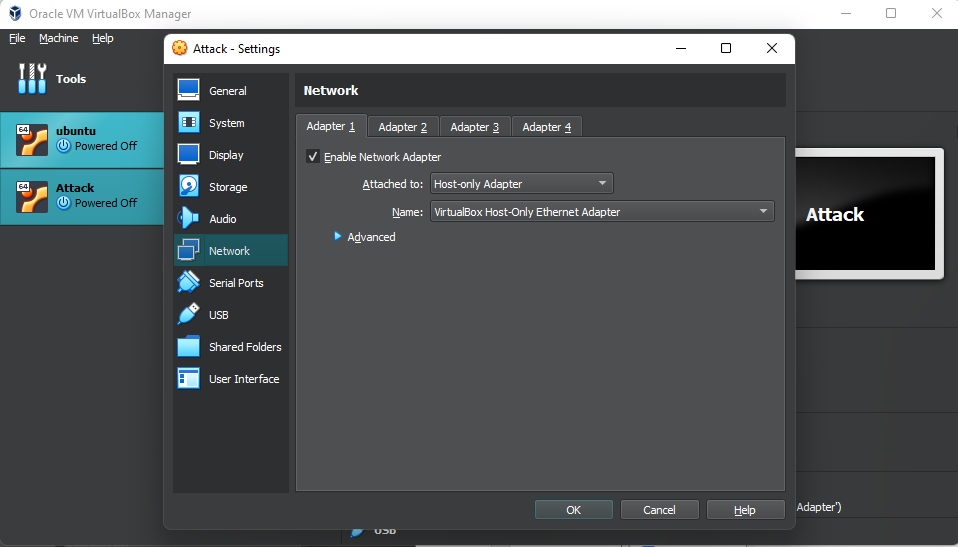 Oracle VM VirtualBox Manager
File Machine Help
Tools
64
ubuntu
Powered Off
64
Attack
Powered Off
Attack - Settings
General
System
Display
Storage
Audio
Network
Serial Ports
USB
Shared Folders
User Interface
Network
Adapter 1 Adapter 2 Adapter 3 Adapter 4
Enable Network Adapter
Attached to: Host-only Adapter
Name: VirtualBox Host-Only Ethernet Adapter
Advanced
OK Cancel Help
Attack
Adapter')
USB